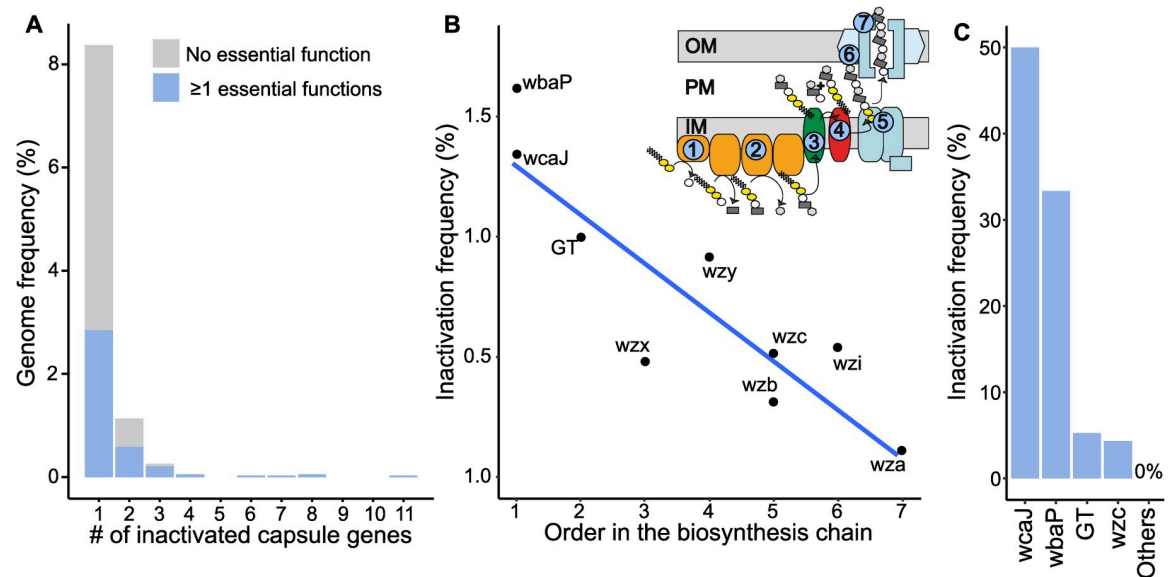 A
No essential function
≥1 essential functions
Genome frequency (%)
8
6
4
2
0
1 2 3 4 5 6 7 8 9 10 11
# of inactivated capsule genes
B
Inactivation frequency (%)
1.5
1.0
0.5
1.0
wbaP
wcaJ
GT
wzx
wzy
wzc
wzb
wzi
wza
1 2 3 4 5 6 7
Order in the biosynthesis chain
OM
PM
IM
1 2 3 4 5 6 7
+
C
Inactivation frequency (%)
50
40
30
20
10
0
0%
wcaJ
wbaP
GT
wzc
Others